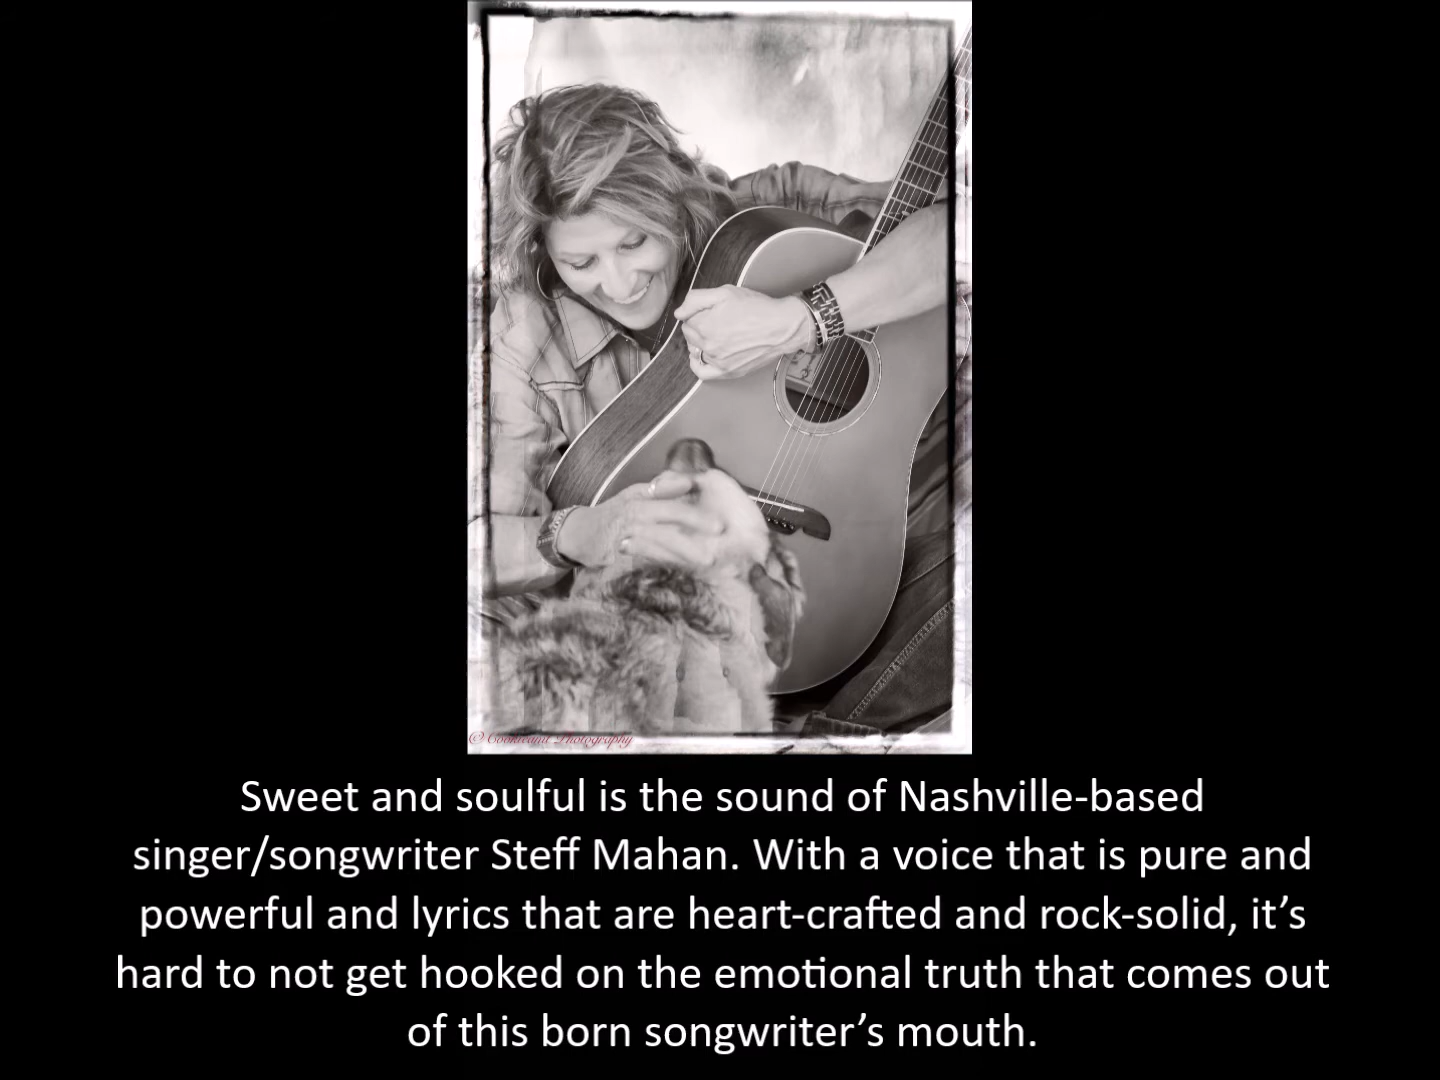 © Cookieanit Photography
Sweet and soulful is the sound of Nashville-based
singer/songwriter Steff Mahan. With a voice that is pure and
powerful and lyrics that are heart-crafted and rock-solid, it’s
hard to not get hooked on the emotional truth that comes out
of this born songwriter’s mouth.